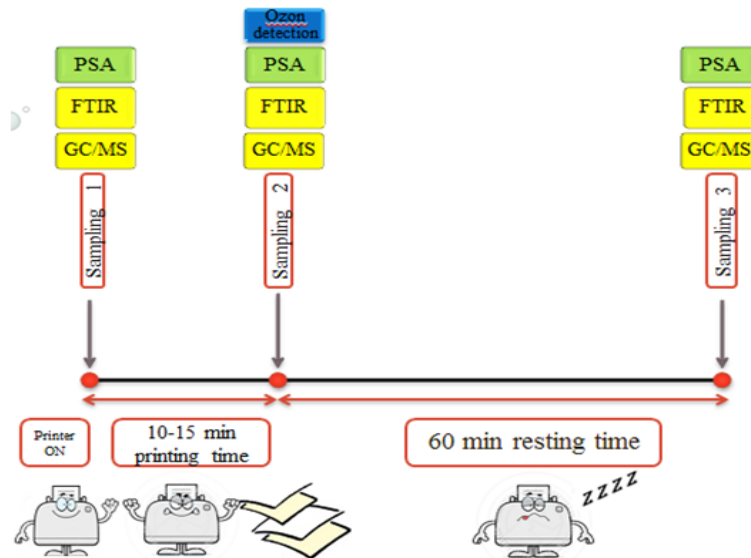 Ozon
detection
PSA
PSA
PSA
FTIR
FTIR
FTIR
GC/MS
GC/MS
GC/MS
Sampling 1
Sampling 2
Sampling 3
Printer
ON
10-15 min
printing time
60 min resting time
zzzz